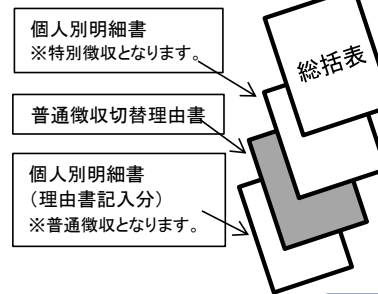 個人別明細書
※特別徴収となります。
総括表
普通徴収切替理由書
個人別明細書
(理由書記入分)
※普通徴収となります。